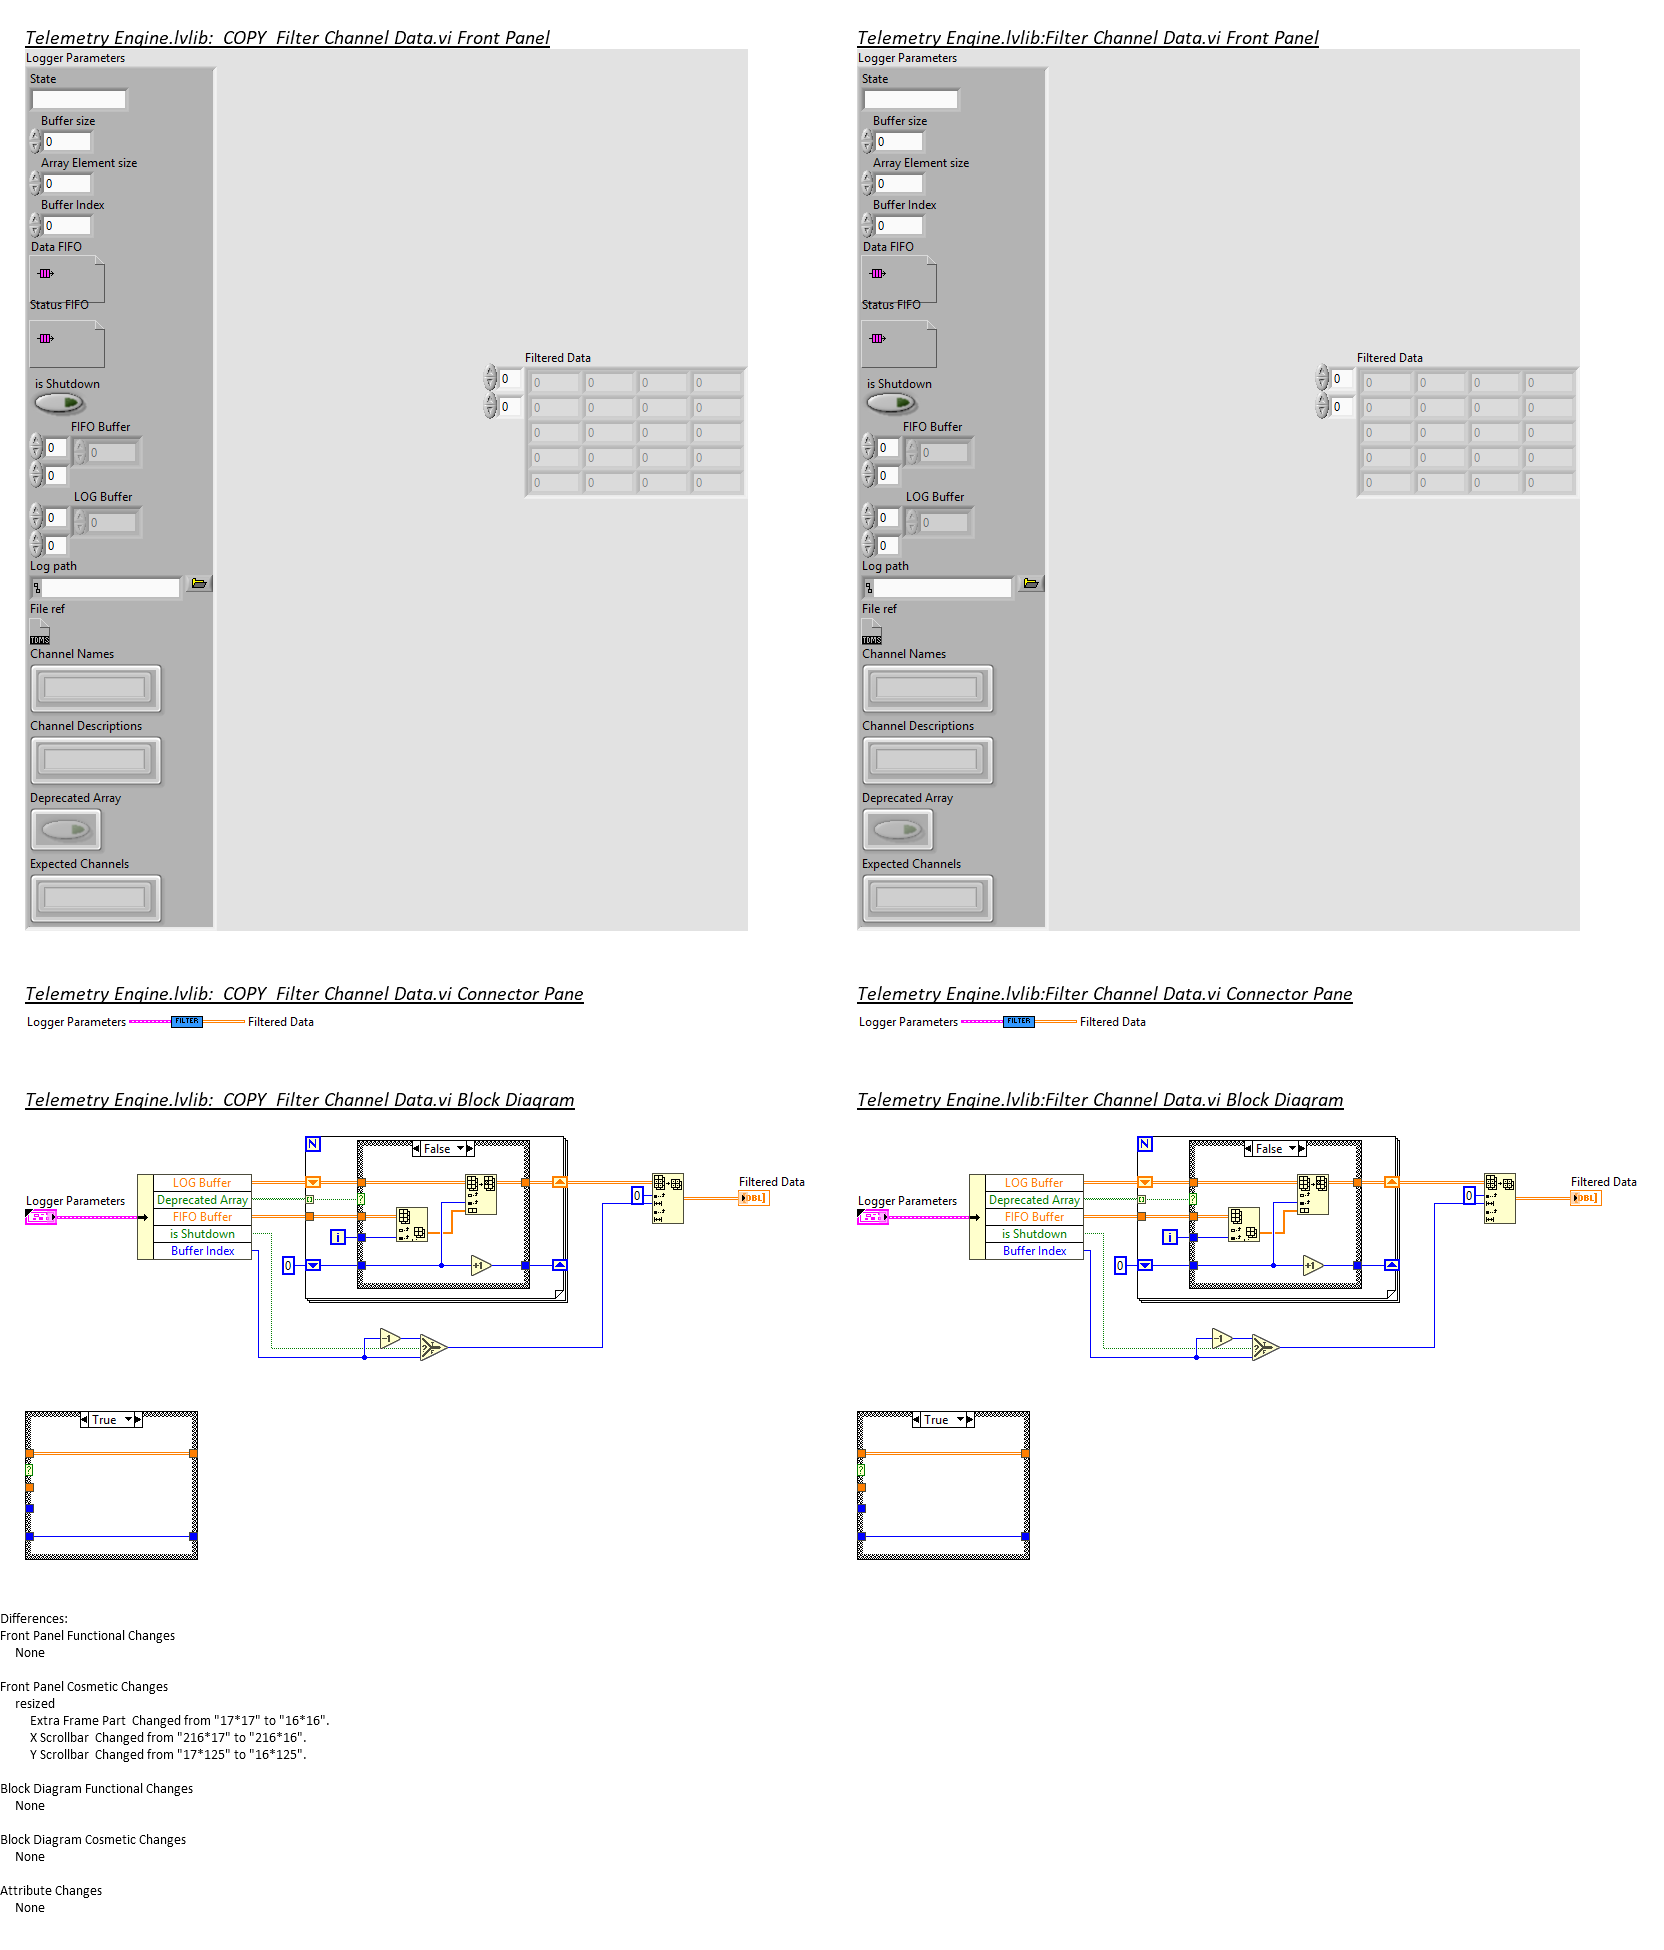 Telemetry Engine.lvlib:  COPY  Filter Channel Data.vi Front Panel
Logger Parameters
State
Buffer size
0
Array Element size
0
Buffer Index
0
Data FIFO
Status FIFO
is Shutdown
FIFO Buffer
0
0
0
LOG Buffer
0
0
0
Log path
File ref
TDMS
Channel Names
Channel Descriptions
Deprecated Array
Expected Channels
Filtered Data
0 0 0 0 0
0 0 0 0 0
0 0 0 0
0 0 0 0
0 0 0 0
Telemetry Engine.lvlib:Filter Channel Data.vi Front Panel
Logger Parameters
State
Buffer size
0
Array Element size
0
Buffer Index
0
Data FIFO
Status FIFO
is Shutdown
FIFO Buffer
0
0
0
LOG Buffer
0
0
0
Log path
File ref
TDMS
Channel Names
Channel Descriptions
Deprecated Array
Expected Channels
Filtered Data
0 0 0 0 0
0 0 0 0 0
0 0 0 0
0 0 0 0
0 0 0 0
Telemetry Engine.lvlib:  COPY  Filter Channel Data.vi Connector Pane
Logger Parameters FILTER Filtered Data
Telemetry Engine.lvlib:Filter Channel Data.vi Connector Pane
Logger Parameters FILTER Filtered Data
Telemetry Engine.lvlib:  COPY  Filter Channel Data.vi Block Diagram
N
False
LOG Buffer
Deprecated Array
FIFO Buffer
is Shutdown
Buffer Index
Logger Parameters
?
i
0
+1
-1
?
T
F
0
Filtered Data
DBL]
True
?
Telemetry Engine.lvlib:Filter Channel Data.vi Block Diagram
N
False
LOG Buffer
Deprecated Array
FIFO Buffer
is Shutdown
Buffer Index
Logger Parameters
?
i
0
+1
-1
?
T
F
0
Filtered Data
DBL]
True
?
Differences:
Front Panel Functional Changes
None
Front Panel Cosmetic Changes
resized
Extra Frame Part  Changed from "17*17" to "16*16".
X Scrollbar  Changed from "216*17" to "216*16".
Y Scrollbar  Changed from "17*125" to "16*125".
Block Diagram Functional Changes
None
Block Diagram Cosmetic Changes
None
Attribute Changes
None